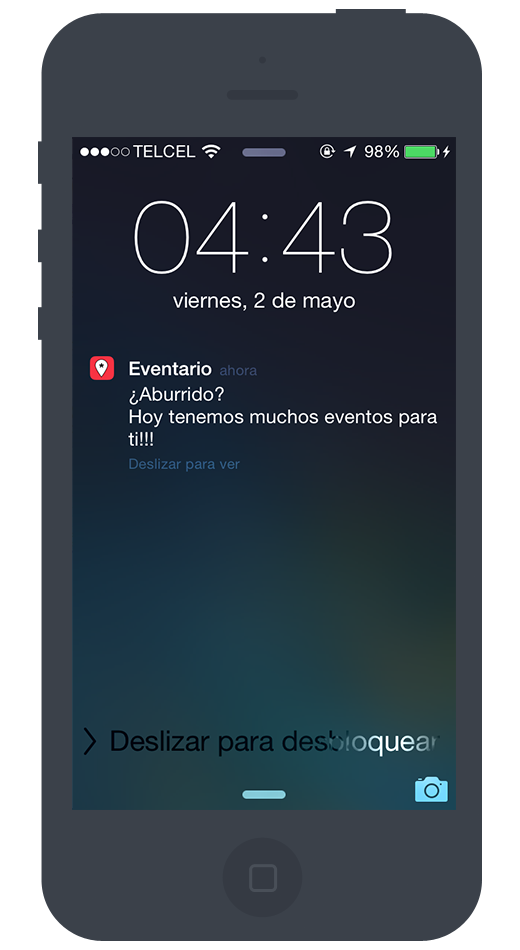 TELCEL 98%
04:43
viernes, 2 de mayo
Eventario ahora
¿Aburrido?
Hoy tenemos muchos eventos para
ti!!!
Deslizar para ver
Deslizar para desbloquear